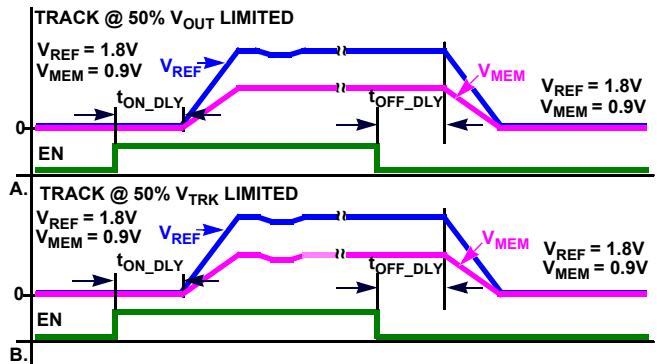 TRACK @ 50% VOUT LIMITED
VREF = 1.8V
VMEM = 0.9V
VREF
VMEM
VREF = 1.8V
VMEM = 0.9V
tON_DLY
tOFF_DLY
0
EN
A.
TRACK @ 50% VTRK LIMITED
VREF = 1.8V
VMEM = 0.9V
VREF
VMEM
VREF = 1.8V
VMEM = 0.9V
tON_DLY
tOFF_DLY
0
EN
B.